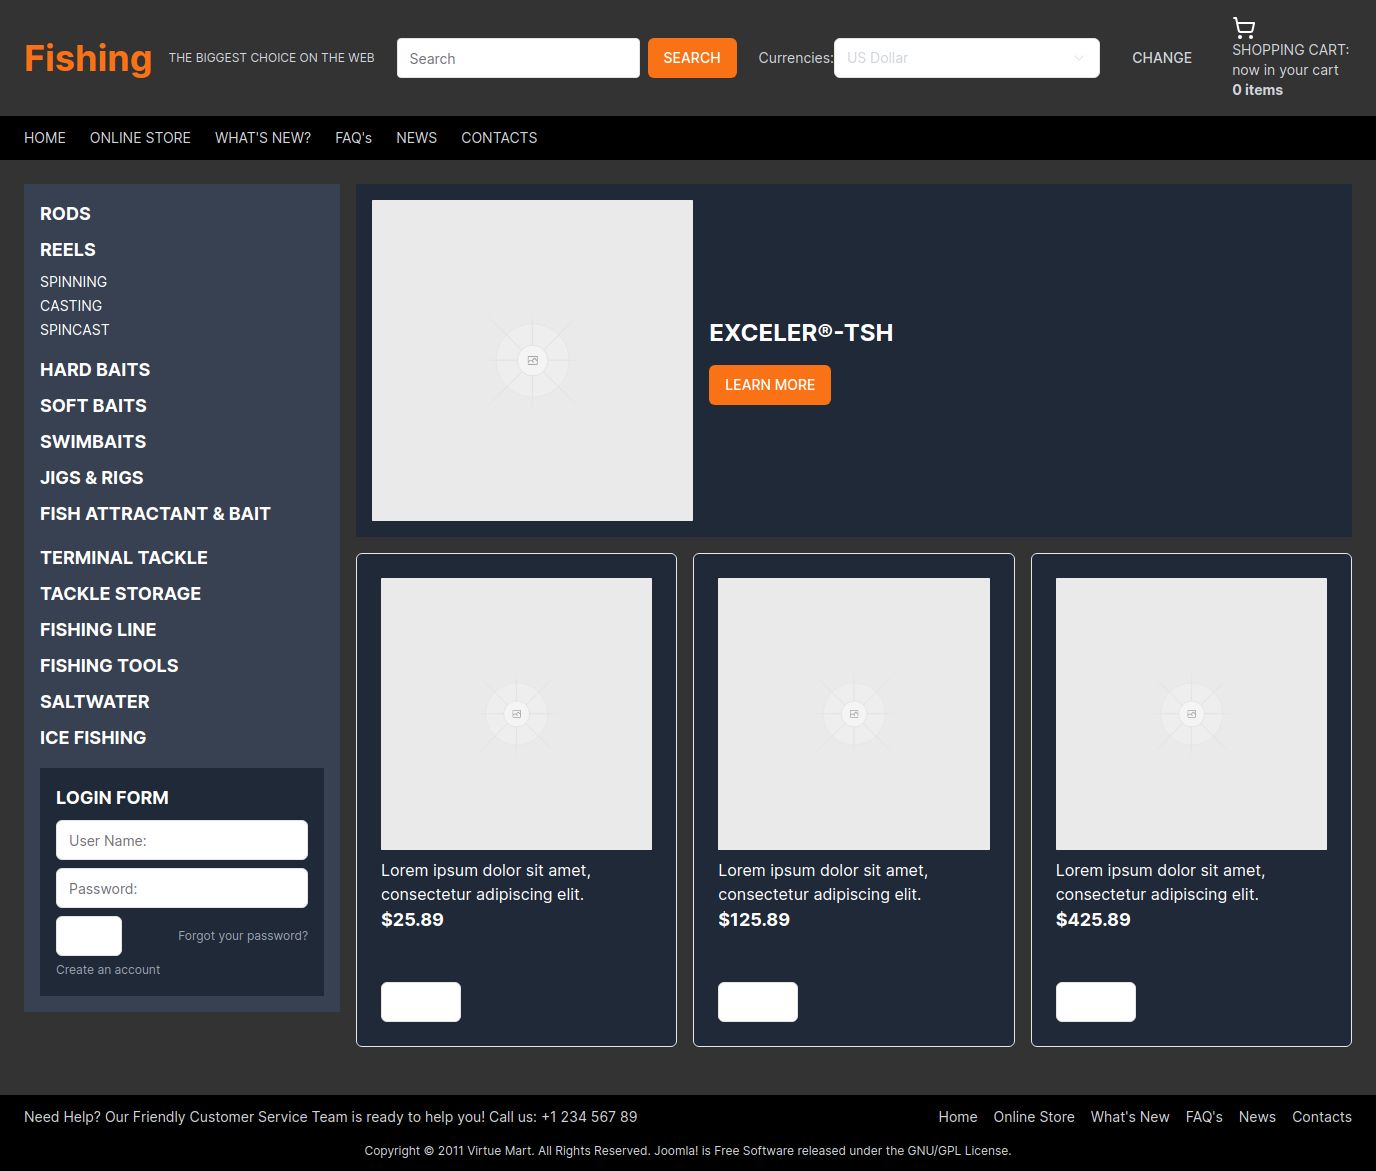 Fishing
THE BIGGEST CHOICE ON THE WEB
Search
SEARCH
Currencies:
US Dollar
CHANGE
SHOPPING CART:
now in your cart
0 items
HOME
ONLINE STORE
WHAT'S NEW?
FAQ's
NEWS
CONTACTS
RODS
REELS
SPINNING
CASTING
SPINCAST
HARD BAITS
SOFT BAITS
SWIMBAITS
JIGS & RIGS
FISH ATTRACTANT & BAIT
TERMINAL TACKLE
TACKLE STORAGE
FISHING LINE
FISHING TOOLS
SALTWATER
ICE FISHING
LOGIN FORM
User Name:
Password:
Forgot your password?
Create an account
EXCELER®-TSH
LEARN MORE
Lorem ipsum dolor sit amet,
consectetur adipiscing elit.
$25.89
Lorem ipsum dolor sit amet,
consectetur adipiscing elit.
$125.89
Lorem ipsum dolor sit amet,
consectetur adipiscing elit.
$425.89
Need Help? Our Friendly Customer Service Team is ready to help you! Call us: +1 234 567 89
Home
Online Store
What's New
FAQ's
News
Contacts
Copyright © 2011 Virtue Mart. All Rights Reserved. Joomla! is Free Software released under the GNU/GPL License.